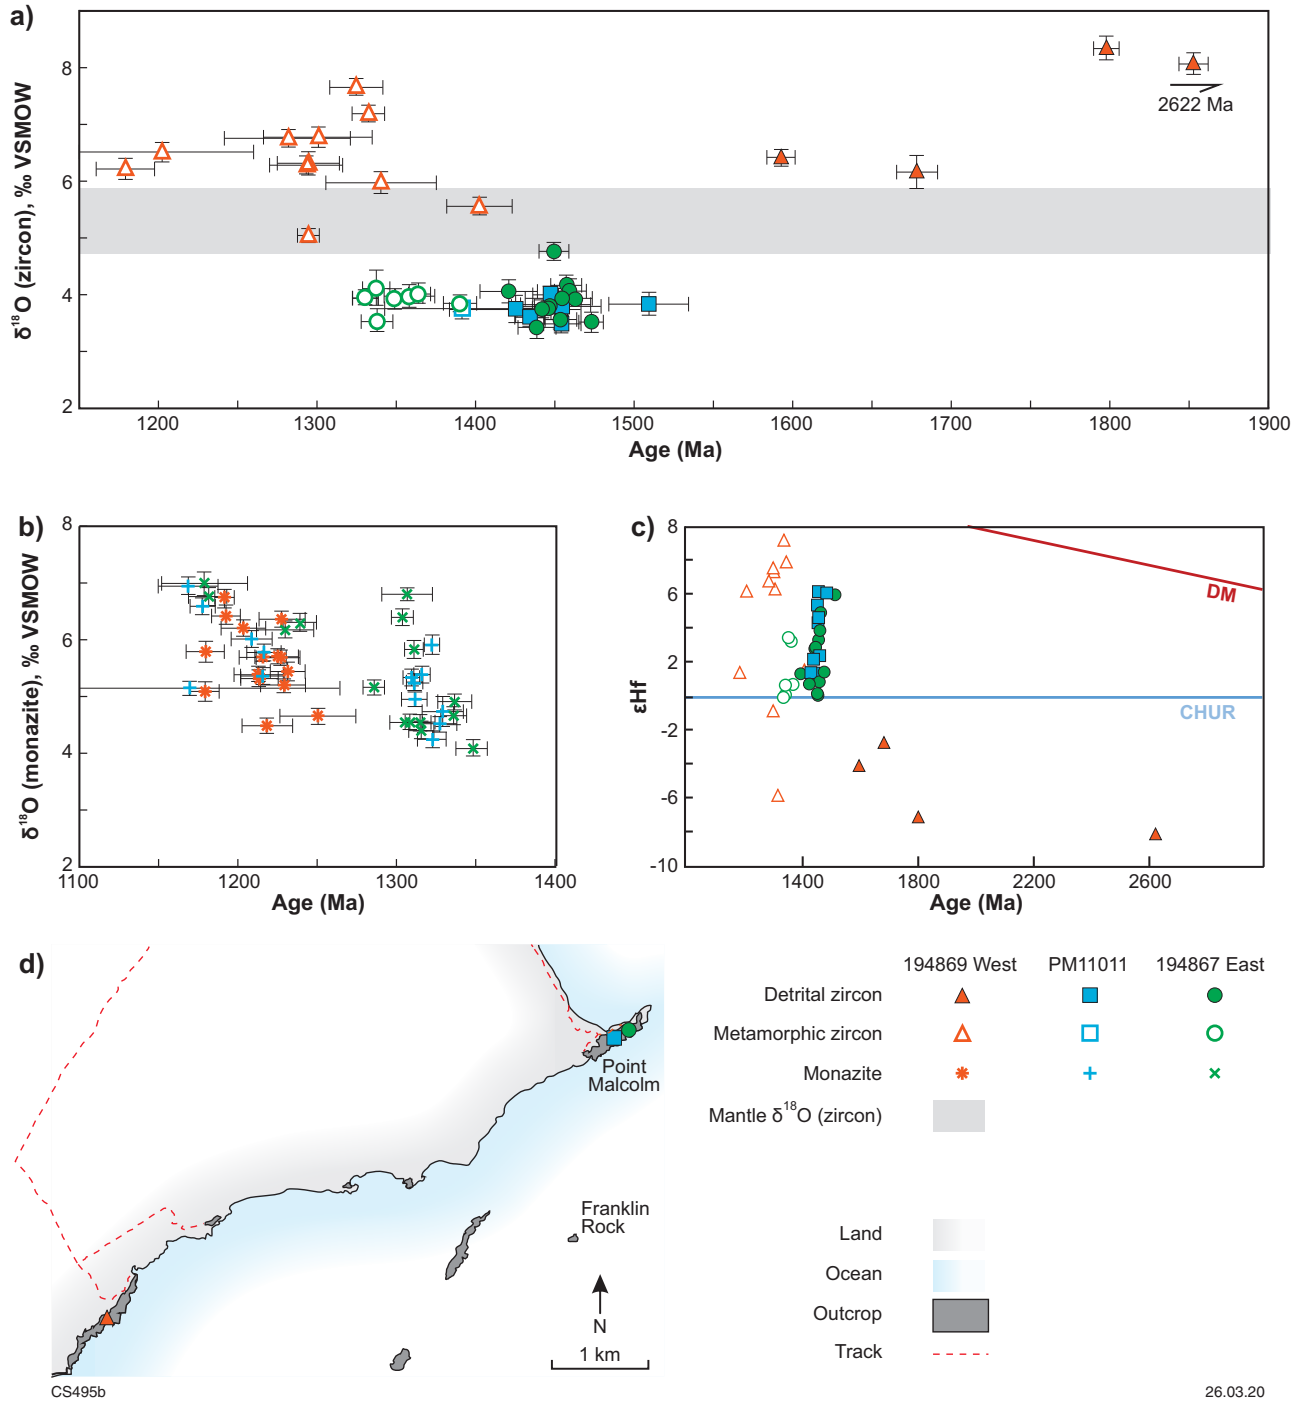 a)
8
6
4
2
δ18O (zircon), ‰ VSMOW
2622 Ma
1200 1300 1400 1500 1600 1700 1800 1900
Age (Ma)
b)
8
6
4
2
δ18O (monazite), ‰ VSMOW
1100 1200 1300 1400
Age (Ma)
c)
8
6
2
-2
-6
-10
εHf
DM
CHUR
1400 1800 2200 2600
Age (Ma)
d)
Point
Malcolm
Franklin
Rock
N
1 km
194869 West PM11011 194867 East
Detrital zircon
Metamorphic zircon
Monazite
Mantle δ18O (zircon)
Land
Ocean
Outcrop
Track
CS495b
26.03.20